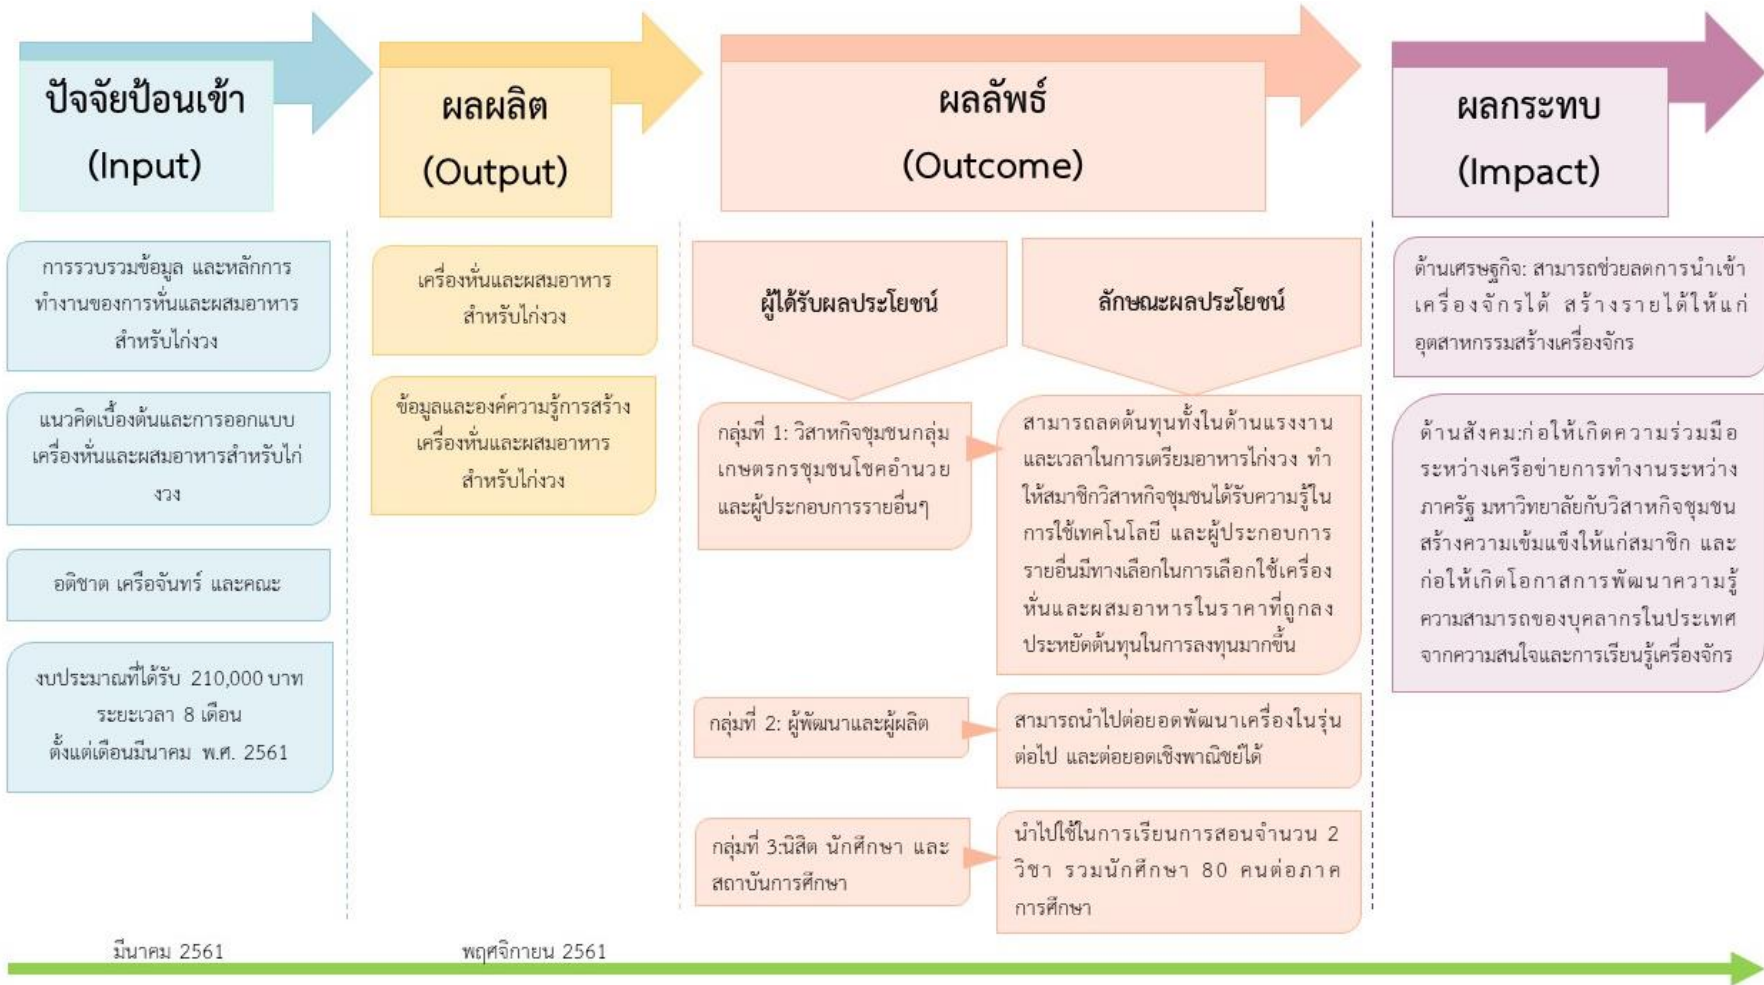 ปัจจัยป้อนเข้า
(Input)
ผลผลิต
(Output)
ผลลัพธ์
(Outcome)
ผลกระทบ
(Impact)
การรวบรวมข้อมูล และหลักการ
ทำงานของการหั่นและผสมอาหาร
สำหรับไก่งวง
แนวคิดเบื้องต้นและการออกแบบ
เครื่องหั่นและผสมอาหารสำหรับไก่
งวง
อติชาต เครือจันทร์ และคณะ
งบประมาณที่ได้รับ 210,000 บาท
ระยะเวลา 8 เดือน
ตั้งแต่เดือนมีนาคม พ.ศ. 2561
เครื่องหั่นและผสมอาหาร
สำหรับไก่งวง
ข้อมูลและองค์ความรู้การสร้าง
เครื่องหั่นและผสมอาหาร
สำหรับไก่งวง
ผู้ได้รับผลประโยชน์
ลักษณะผลประโยชน์
กลุ่มที่ 1: วิสาหกิจชุมชนกลุ่ม
เกษตรกรชุมชนโชคอำนวย
และผู้ประกอบการรายอื่นๆ
สามารถลดต้นทุนทั้งในด้านแรงงาน
และเวลาในการเตรียมอาหารไก่งวง ทำ
ให้สมาชิกวิสาหกิจชุมชนได้รับความรู้ใน
การใช้เทคโนโลยี และผู้ประกอบการ
รายอื่นมีทางเลือกในการเลือกใช้เครื่อง
หั่นและผสมอาหารในราคาที่ถูกลง
ประหยัดต้นทุนในการลงทุนมากขึ้น
กลุ่มที่ 2: ผู้พัฒนาและผู้ผลิต
สามารถนำไปต่อยอดพัฒนาเครื่องในรุ่น
ต่อไป และต่อยอดเชิงพาณิชย์ได้
กลุ่มที่ 3:นิสิต นักศึกษา และ
สถาบันการศึกษา
นำไปใช้ในการเรียนการสอนจำนวน 2
วิชา รวมนักศึกษา 80 คนต่อภาค
การศึกษา
ด้านเศรษฐกิจ: สามารถช่วยลดการนำเข้า
เครื่องจักรได้ สร้างรายได้ให้แก่
อุตสาหกรรมสร้างเครื่องจักร
ด้านสังคม:ก่อให้เกิดความร่วมมือ
ระหว่างเครือข่ายการทำงานระหว่าง
ภาครัฐ มหาวิทยาลัยกับวิสาหกิจชุมชน
สร้างความเข้มแข็งให้แก่สมาชิก และ
ก่อให้เกิดโอกาสการพัฒนาความรู้
ความสามารถของบุคลากรในประเทศ
จากความสนใจและการเรียนรู้เครื่องจักร
มีนาคม 2561
พฤศจิกายน 2561